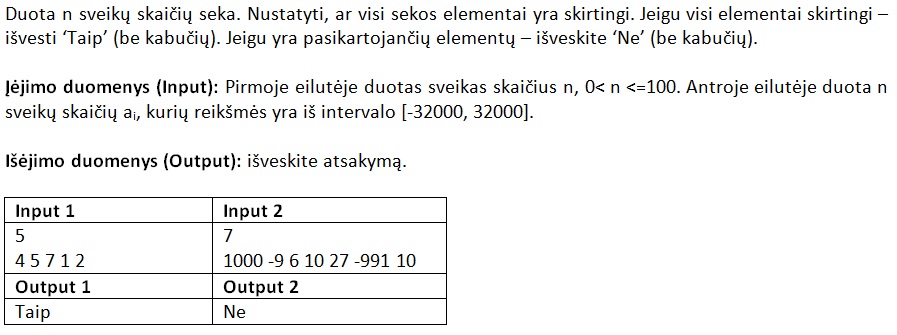 Duota n sveikų skaičių seka. Nustatyti, ar visi sekos elementai yra skirtingi. Jeigu visi elementai skirtingi –
išvesti ‘Taip’ (be kabučių). Jeigu yra pasikartojančių elementų – išveskite ‘Ne’ (be kabučių).
Įėjimo duomenys (Input): Pirmoje eilutėje duotas sveikas skaičius n, 0< n <=100. Antroje eilutėje duota n
sveikų skaičių ai, kurių reikšmės yra iš intervalo [-32000, 32000].
Išėjimo duomenys (Output): išveskite atsakymą.
Input 1 Input 2
5 7
4 5 7 1 2 1000 -9 6 10 27 -991 10
Output 1 Output 2
Taip Ne